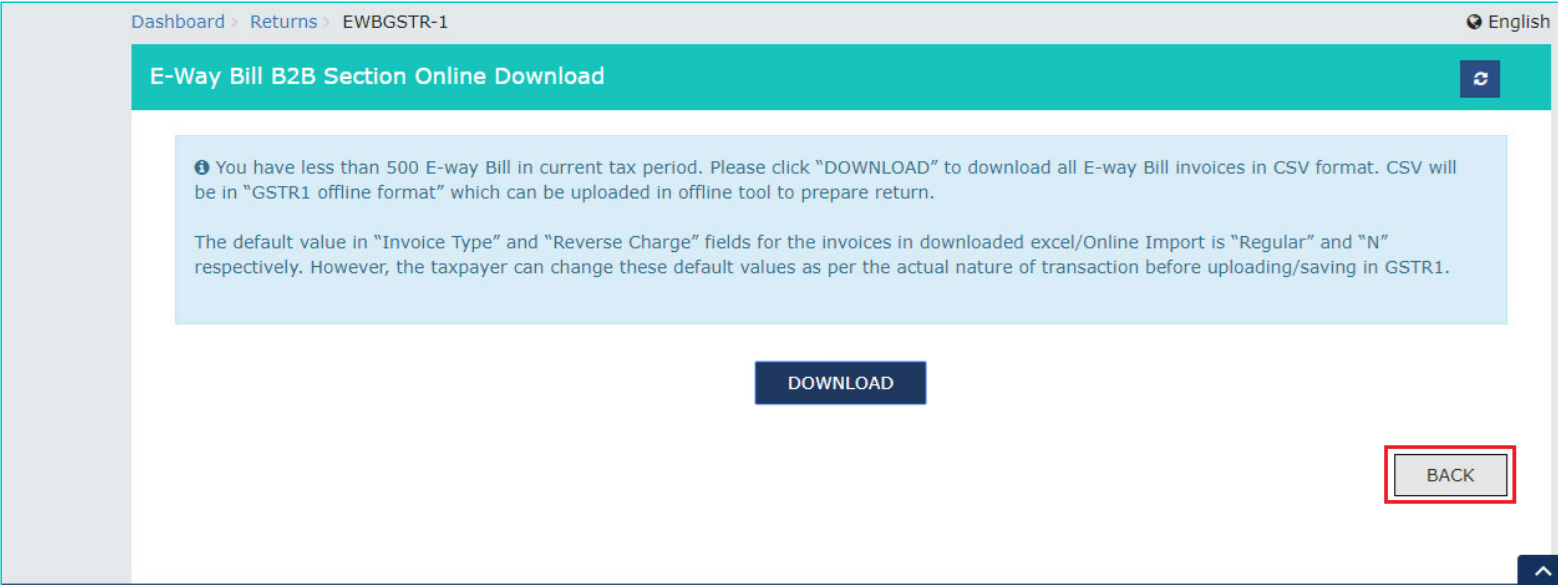 Dashboard > Returns > EWBGSTR-1
English
E-Way Bill B2B Section Online Download
You have less than 500 E-way Bill in current tax period. Please click “DOWNLOAD” to download all E-way Bill invoices in CSV format. CSV will
be in “GSTR1 offline format” which can be uploaded in offline tool to prepare return.
The default value in “Invoice Type” and “Reverse Charge” fields for the invoices in downloaded excel/Online Import is “Regular” and “N”
respectively. However, the taxpayer can change these default values as per the actual nature of transaction before uploading/saving in GSTR1.
DOWNLOAD
BACK